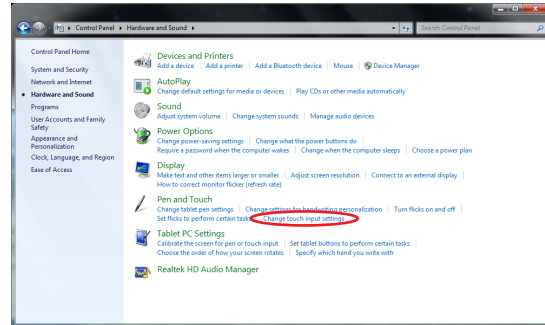 Control Panel ▸ Hardware and Sound ▸
Search Control Panel
Control Panel Home
System and Security
Network and Internet
Hardware and Sound
Programs
User Accounts and Family
Safety
Appearance and
Personalization
Clock, Language, and Region
Ease of Access
Devices and Printers
Add a device | Add a printer | Add a Bluetooth device | Mouse | Device Manager
AutoPlay
Change default settings for media or devices | Play CDs or other media automatically
Sound
Adjust system volume | Change system sounds | Manage audio devices
Power Options
Change power-saving settings | Change what the power buttons do |
Require a password when the computer wakes | Change when the computer sleeps | Choose a power plan
Display
Make text and other items larger or smaller | Adjust screen resolution | Connect to an external display |
How to correct monitor flicker (refresh rate)
Pen and Touch
Change tablet pen settings | Change settings for handwriting personalization | Turn flicks on and off |
Set flicks to perform certain tasks | Change touch input settings
Tablet PC Settings
Calibrate the screen for pen or touch input | Set tablet buttons to perform certain tasks |
Choose the order of how your screen rotates | Specify which hand you write with
Realtek HD Audio Manager